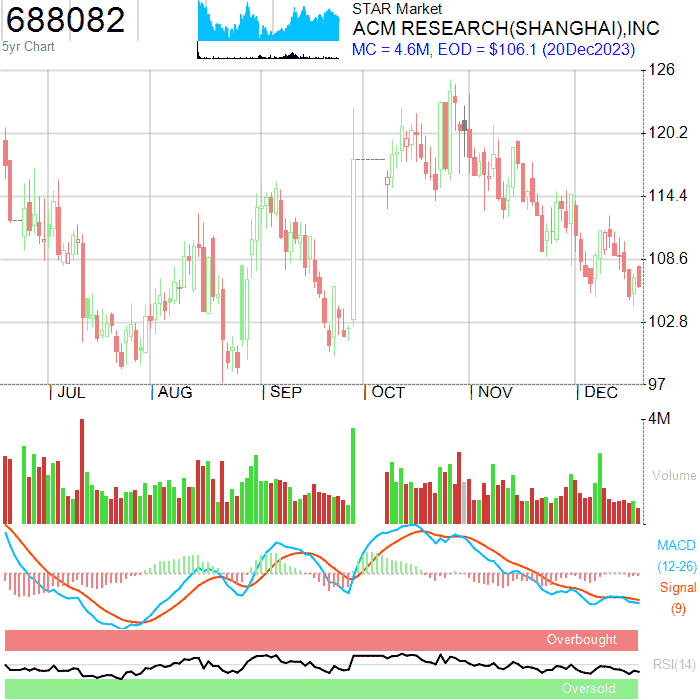 688082
5yr Chart
STAR Market
ACM RESEARCH(SHANGHAI),INC
MC = 4.6M, EOD = $106.1 (20Dec2023)
126
120.2
114.4
108.6
102.8
97
JUL AUG SEP OCT NOV DEC
4M
Volume
MACD
(12-26)
Signal
(9)
Overbought
RSI(14)
Oversold